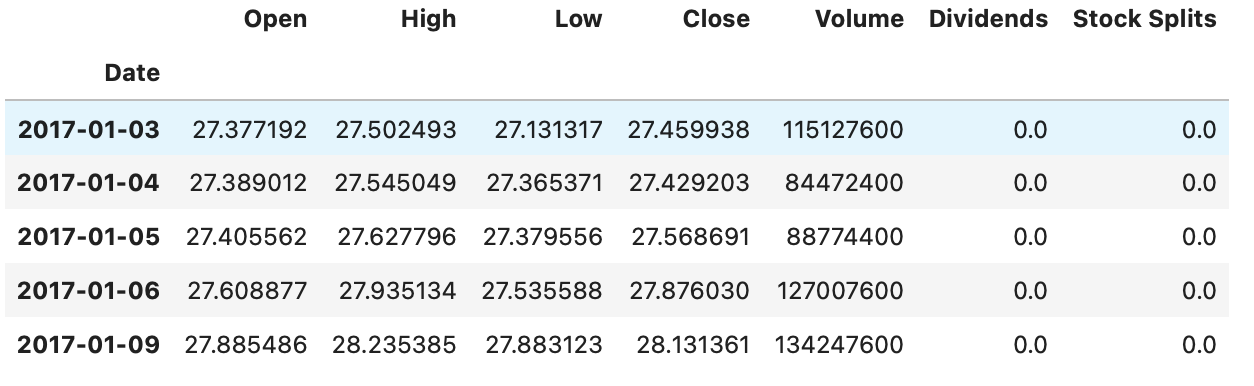 Open High Low Close Volume Dividends Stock Splits
Date
2017-01-03 27.377192 27.502493 27.131317 27.459938 115127600 0.0 0.0
2017-01-04 27.389012 27.545049 27.365371 27.429203 84472400 0.0 0.0
2017-01-05 27.405562 27.627796 27.379556 27.568691 88774400 0.0 0.0
2017-01-06 27.608877 27.935134 27.535588 27.876030 127007600 0.0 0.0
2017-01-09 27.885486 28.235385 27.883123 28.131361 134247600 0.0 0.0